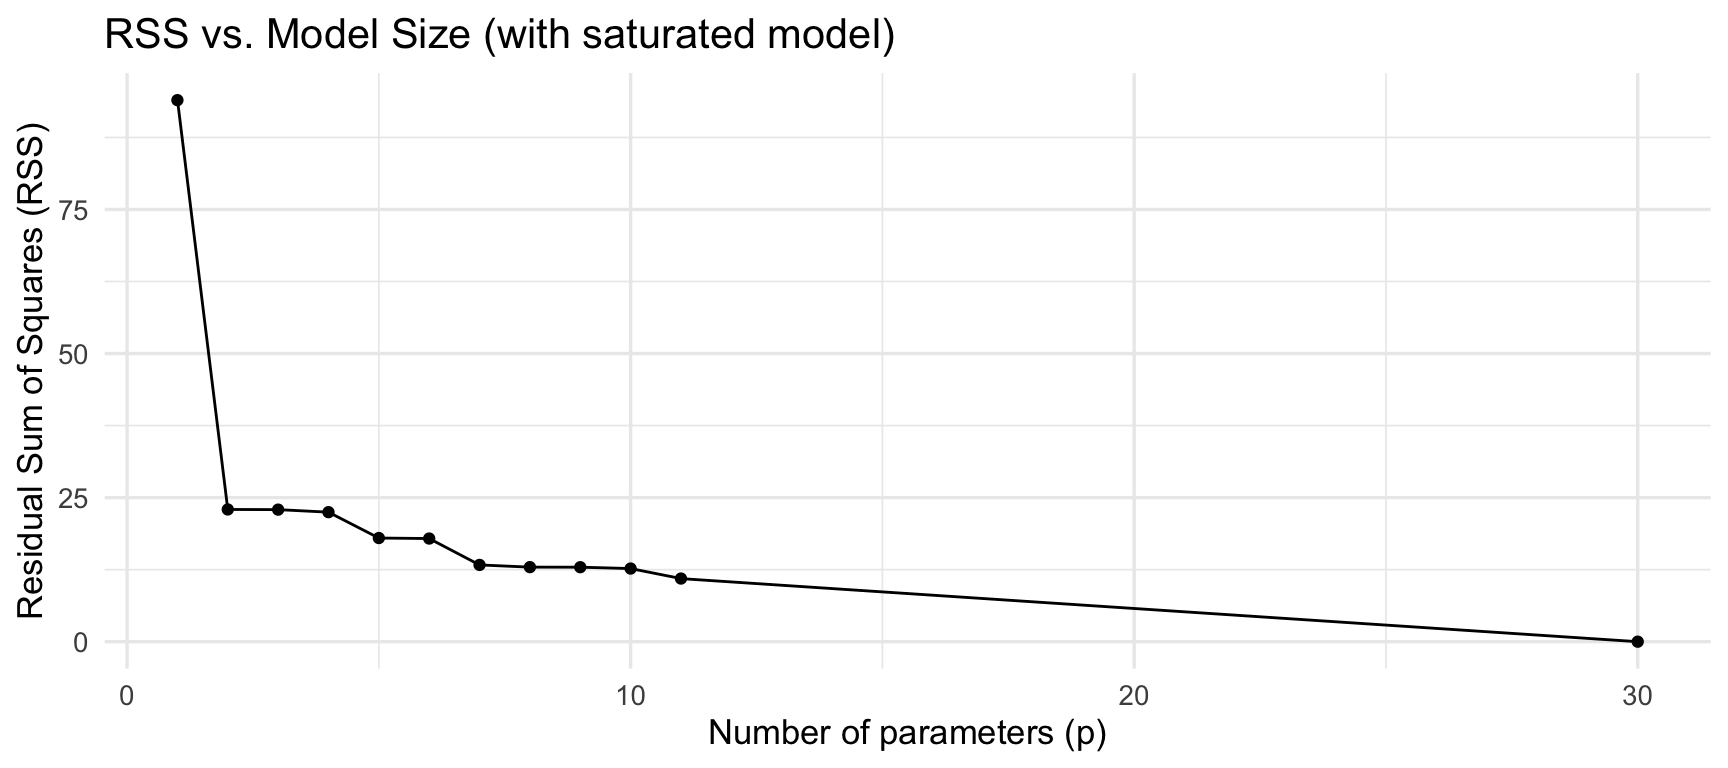 RSS vs. Model Size (with saturated model)
Residual Sum of Squares (RSS)
75
50
25
0
0
10
20
30
Number of parameters (p)